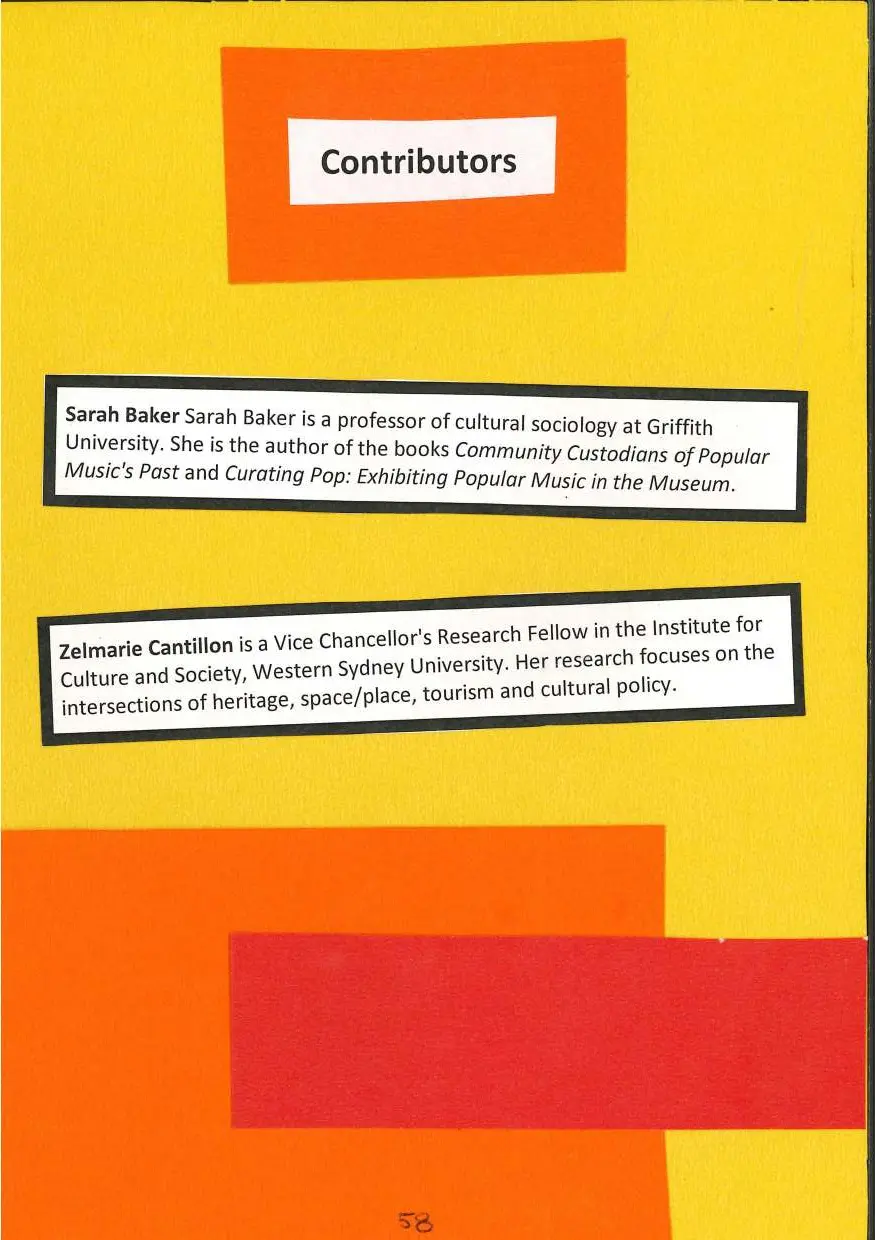 Contributors
Sarah Baker Sarah Baker is a professor of cultural sociology at Griffith
University. She is the author of the books Community Custodians of Popular
Music's Past and Curating Pop: Exhibiting Popular Music in the Museum.
Zelmarie Cantillon is a Vice Chancellor's Research Fellow in the Institute for
Culture and Society, Western Sydney University. Her research focuses on the
intersections of heritage, space/place, tourism and cultural policy.
58